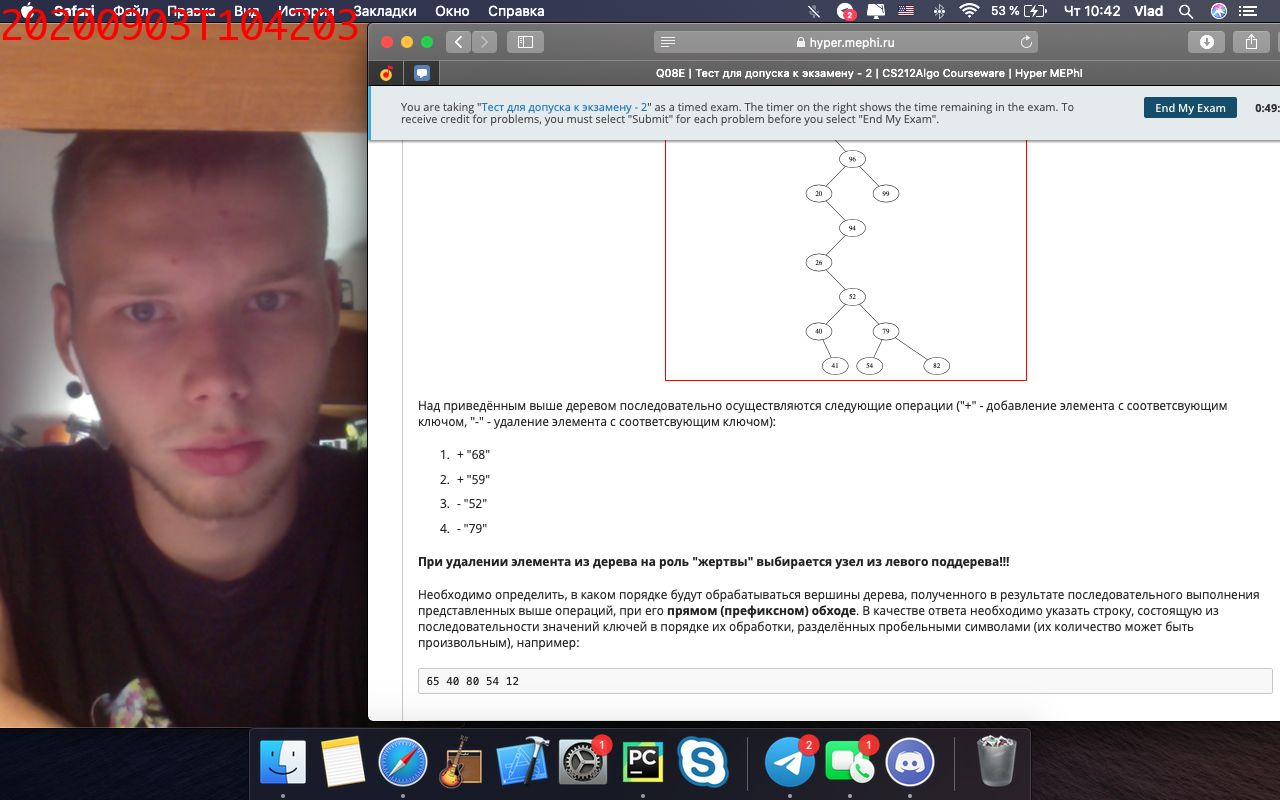 20200903T104203
Safari Файл Правка Вид История Закладки Окно Справка 2 53 % Чт 10:42 Vlad
hyper.mephi.ru
Q08E | Тест для допуска к экзамену - 2 | CS212Algo Courseware | Hyper MEPhI
You are taking "Тест для допуска к экзамену - 2" as a timed exam. The timer on the right shows the time remaining in the exam. To
receive credit for problems, you must select "Submit" for each problem before you select "End My Exam".
End My Exam
0:49:
96
20 99
94
26
52
40 79
41 54 82
Над приведённым выше деревом последовательно осуществляются следующие операции ("+" - добавление элемента с соответсвующим
ключом, "-" - удаление элемента с соответсвующим ключом):
1. + "68"
2. + "59"
3. - "52"
4. - "79"
При удалении элемента из дерева на роль "жертвы" выбирается узел из левого поддерева!!!
Необходимо определить, в каком порядке будут обрабатываться вершины дерева, полученного в результате последовательного выполнения
представленных выше операций, при его прямом (префиксном) обходе. В качестве ответа необходимо указать строку, состоящую из
последовательности значений ключей в порядке их обработки, разделённых пробельными символами (их количество может быть
произвольным), например:
65 40 80 54 12
1
PC
2
1